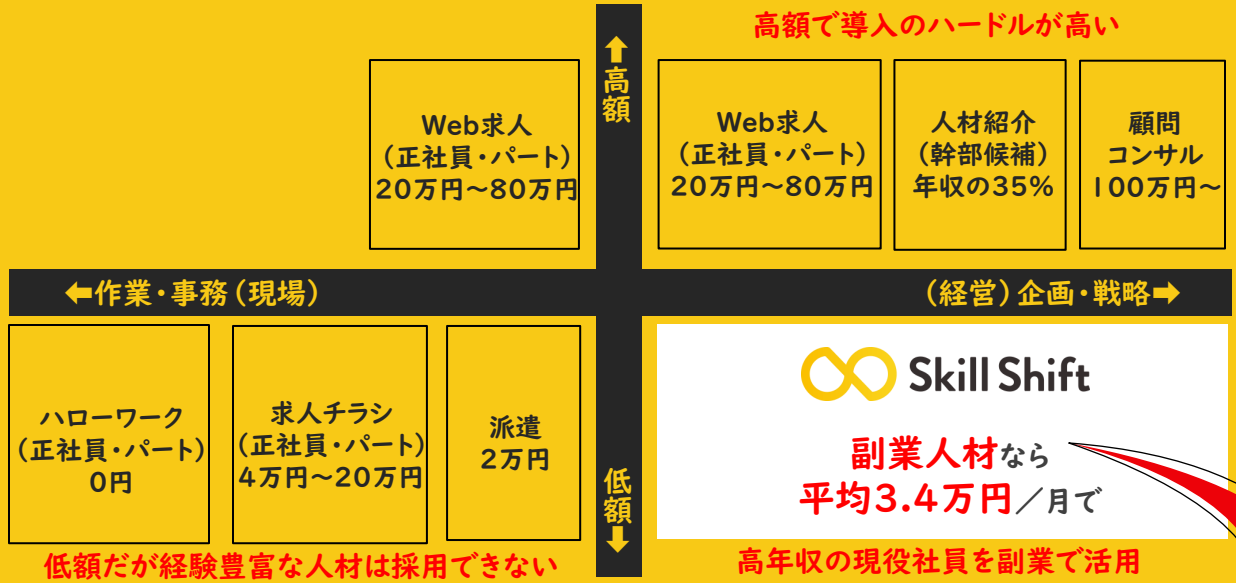 高額で導入のハードルが高い
⬆高額
Web求人
(正社員・パート)
20万円～80万円
Web求人
(正社員・パート)
20万円～80万円
人材紹介
(幹部候補)
年収の35%
顧問
コンサル
100万円～
⬅作業・事務(現場)
(経営)企画・戦略➡
ハローワーク
(正社員・パート)
0円
求人チラシ
(正社員・パート)
4万円～20万円
派遣
2万円
低額⬇
Skill Shift
副業人材なら
平均3.4万円／月で
低額だが経験豊富な人材は採用できない
高年収の現役社員を副業で活用